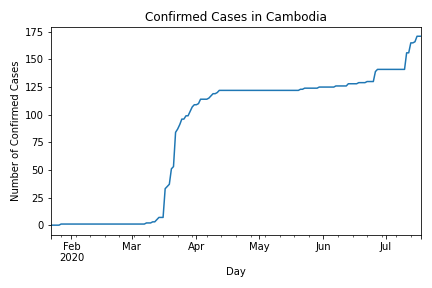 Confirmed Cases in Cambodia
Number of Confirmed Cases
175
150
125
100
75
50
25
0
Feb Mar Apr May Jun Jul
2020
Day